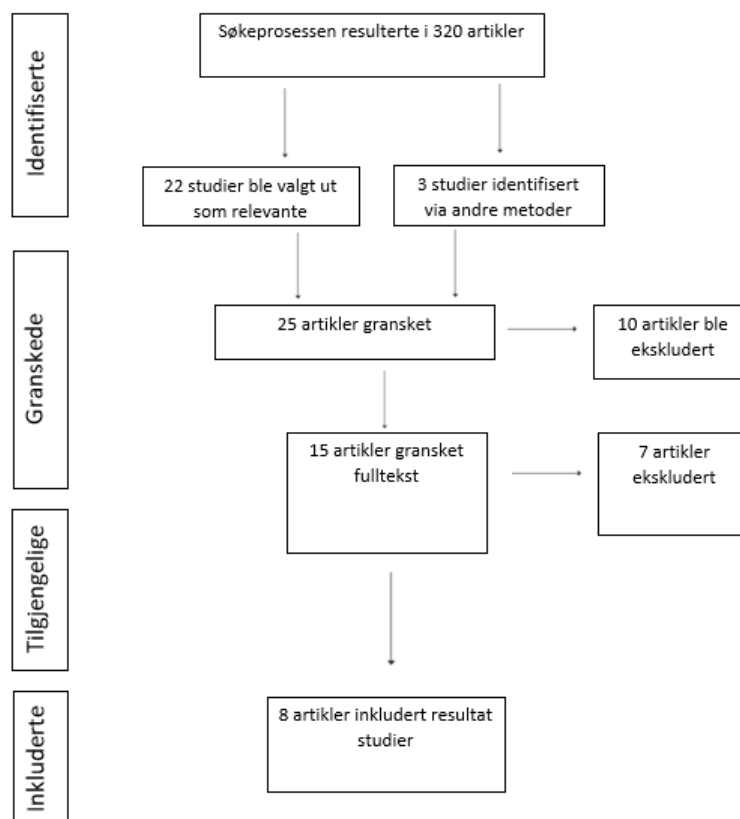 Identifiserte
Søkeprosessen resulterte i 320 artikler
22 studier ble valgt ut
som relevante
3 studier identifisert
via andre metoder
Granskede
25 artikler gransket
10 artikler ble
ekskludert
15 artikler gransket
fulltekst
7 artikler
ekskludert
Tilgjengelige
Inkluderte
8 artikler inkludert resultat
studier